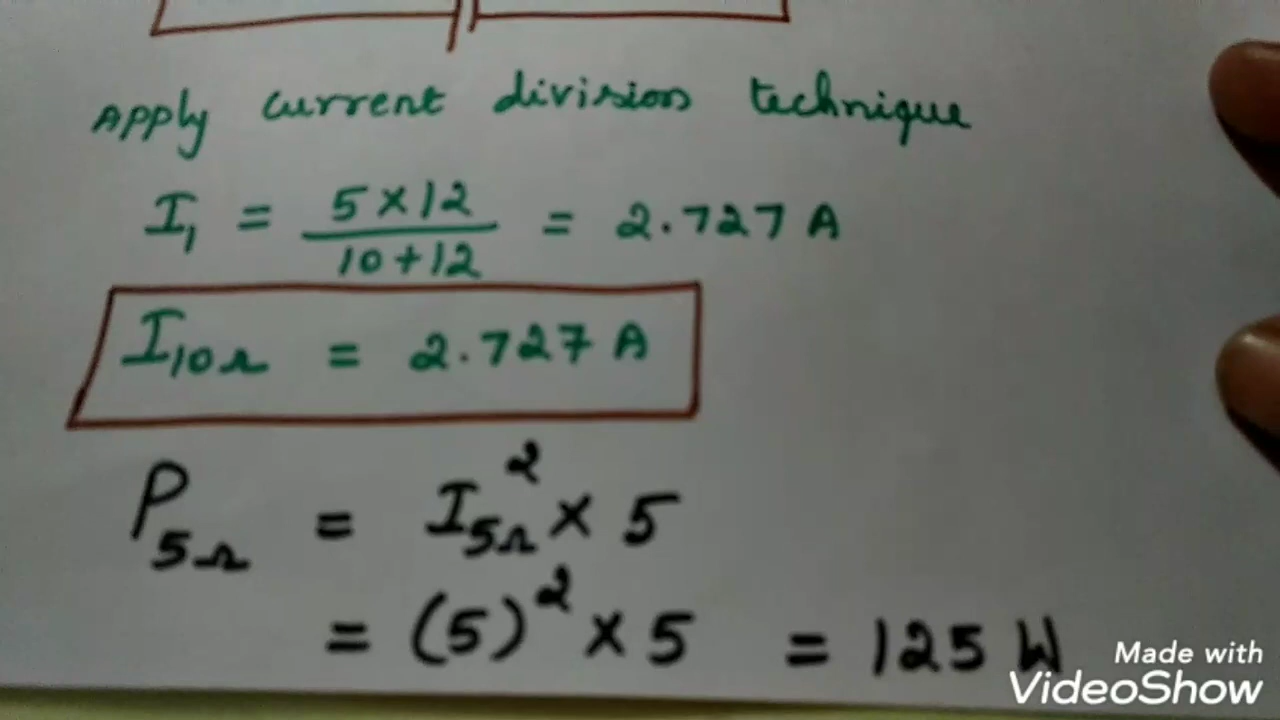 Apply current division technique
I₁ = 5 × 12 / 10 + 12 = 2.727 A
I₁₀Ω = 2.727 A
P₅Ω = I₅Ω² × 5
= (5)² × 5 = 125 W
Made with
VideoShow